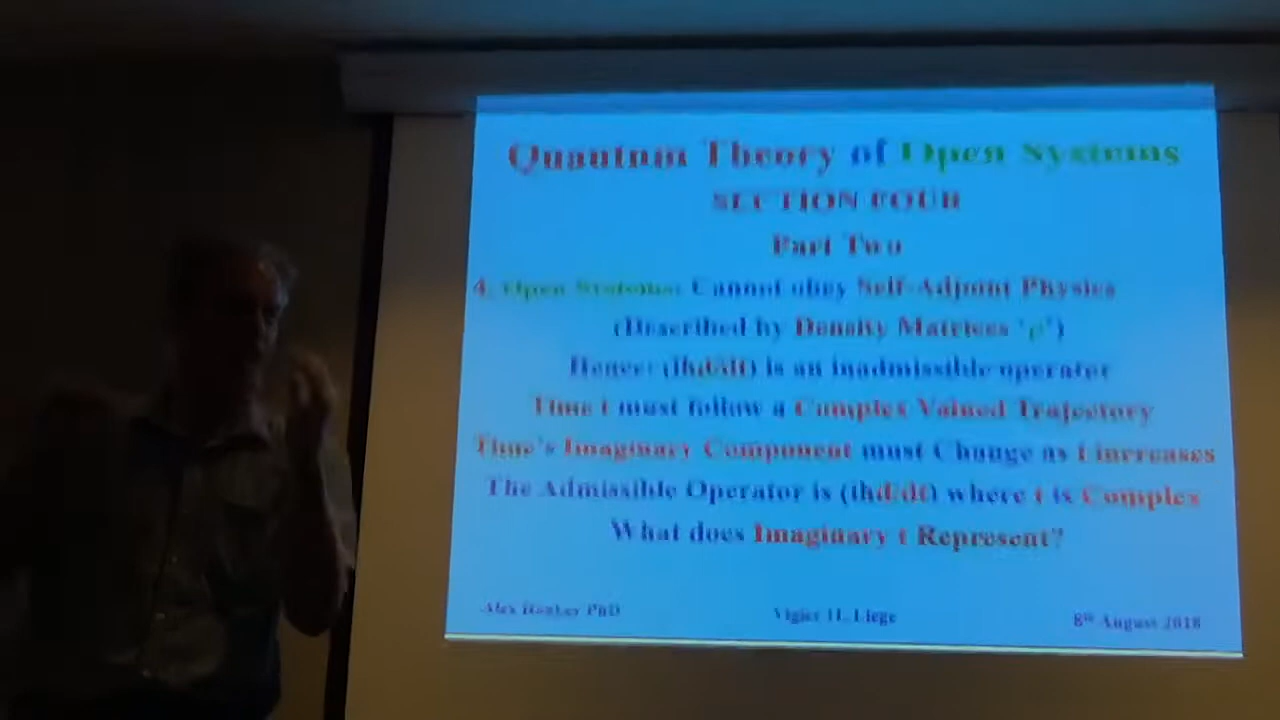 Quantum Theory of Open Systems
SECTION FOUR
Part Two
4. Open Systems: Cannot obey Self-Adjoint Physics
(Described by Density Matrices 'ρ')
Hence: (ihd/dt) is an inadmissible operator
Time t must follow a Complex Valued Trajectory
Time's Imaginary Component must Change as t increases
The Admissible Operator is (ihd/dt) where t is Complex
What does Imaginary t Represent?
Alex Hankey PhD
Vigier 11, Liege
8th August 2018